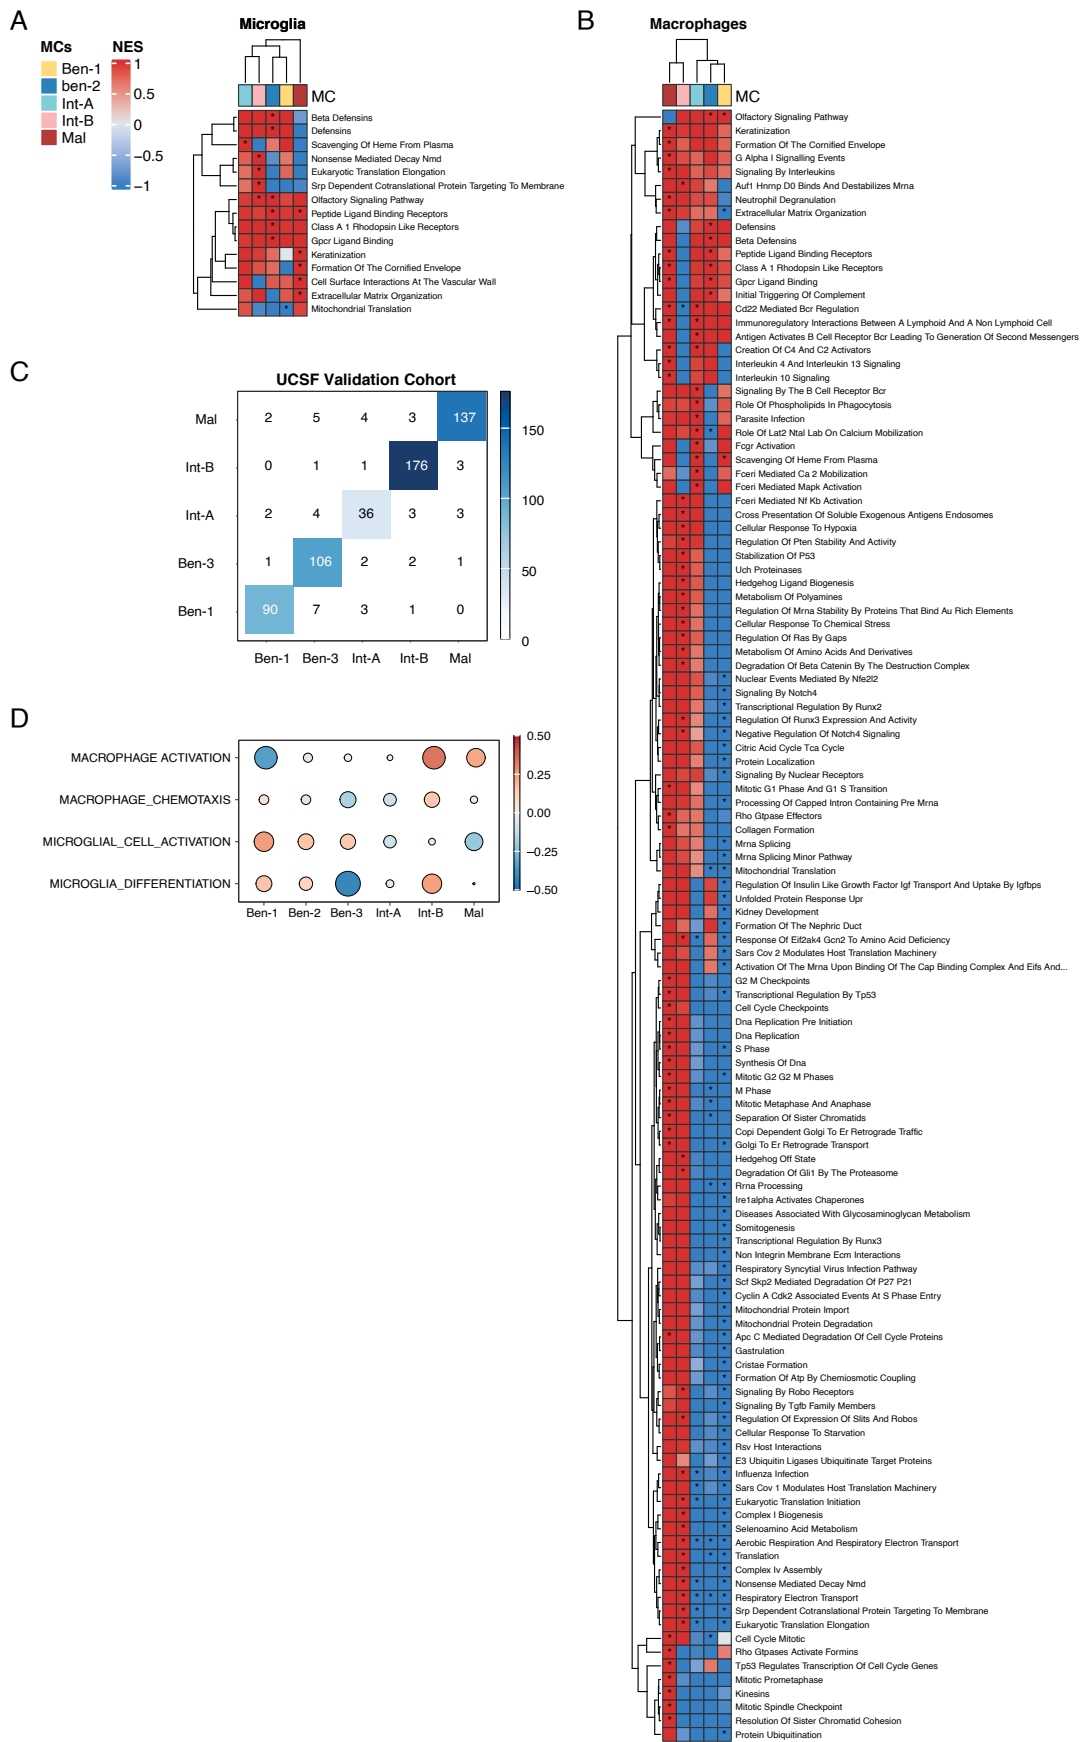 A
Microglia
MCs
Ben-1
ben-2
Int-A
Int-B
Mal
NES
1
0.5
0
−0.5
−1
MC
Beta Defensins
Defensins
Scavenging Of Heme From Plasma
Nonsense Mediated Decay Nmd
Eukaryotic Translation Elongation
Srp Dependent Cotranslational Protein Targeting To Membrane
Olfactory Signaling Pathway
Peptide Ligand Binding Receptors
Class A 1 Rhodopsin Like Receptors
Gpcr Ligand Binding
Keratinization
Formation Of The Cornified Envelope
Cell Surface Interactions At The Vascular Wall
Extracellular Matrix Organization
Mitochondrial Translation
B
Macrophages
MC
Olfactory Signaling Pathway
Keratinization
Formation Of The Cornified Envelope
G Alpha I Signalling Events
Signaling By Interleukins
Auf1 Hnrnp D0 Binds And Destabilizes Mrna
Neutrophil Degranulation
Extracellular Matrix Organization
Defensins
Beta Defensins
Peptide Ligand Binding Receptors
Class A 1 Rhodopsin Like Receptors
Gpcr Ligand Binding
Initial Triggering Of Complement
Cd22 Mediated Bcr Regulation
Immunoregulatory Interactions Between A Lymphoid And A Non Lymphoid Cell
Antigen Activates B Cell Receptor Bcr Leading To Generation Of Second Messengers
Creation Of C4 And C2 Activators
Interleukin 4 And Interleukin 13 Signaling
Interleukin 10 Signaling
Signaling By The B Cell Receptor Bcr
Role Of Phospholipids In Phagocytosis
Parasite Infection
Role Of Lat2 Ntal Lab On Calcium Mobilization
Fcgr Activation
Scavenging Of Heme From Plasma
Fceri Mediated Ca 2 Mobilization
Fceri Mediated Mapk Activation
Fceri Mediated Nf Kb Activation
Cross Presentation Of Soluble Exogenous Antigens Endosomes
Cellular Response To Hypoxia
Regulation Of Pten Stability And Activity
Stabilization Of P53
Uch Proteinases
Hedgehog Ligand Biogenesis
Metabolism Of Polyamines
Regulation Of Mrna Stability By Proteins That Bind Au Rich Elements
Cellular Response To Chemical Stress
Regulation Of Ras By Gaps
Metabolism Of Amino Acids And Derivatives
Degradation Of Beta Catenin By The Destruction Complex
Nuclear Events Mediated By Nfe2l2
Signaling By Notch4
Transcriptional Regulation By Runx2
Regulation Of Runx3 Expression And Activity
Negative Regulation Of Notch4 Signaling
Citric Acid Cycle Tca Cycle
Protein Localization
Signaling By Nuclear Receptors
Mitotic G1 Phase And G1 S Transition
Processing Of Capped Intron Containing Pre Mrna
Rho Gtpase Effectors
Collagen Formation
Mrna Splicing
Mrna Splicing Minor Pathway
Mitochondrial Translation
Regulation Of Insulin Like Growth Factor Igf Transport And Uptake By Igfbps
Unfolded Protein Response Upr
Kidney Development
Formation Of The Nephric Duct
Response Of Eif2ak4 Gcn2 To Amino Acid Deficiency
Sars Cov 2 Modulates Host Translation Machinery
Activation Of The Mrna Upon Binding Of The Cap Binding Complex And Eifs And...
G2 M Checkpoints
Transcriptional Regulation By Tp53
Cell Cycle Checkpoints
Dna Replication Pre Initiation
Dna Replication
S Phase
Synthesis Of Dna
Mitotic G2 G2 M Phases
M Phase
Mitotic Metaphase And Anaphase
Separation Of Sister Chromatids
Copi Dependent Golgi To Er Retrograde Traffic
Golgi To Er Retrograde Transport
Hedgehog Off State
Degradation Of Gli1 By The Proteasome
Rrna Processing
Ire1alpha Activates Chaperones
Diseases Associated With Glycosaminoglycan Metabolism
Somitogenesis
Transcriptional Regulation By Runx3
Non Integrin Membrane Ecm Interactions
Respiratory Syncytial Virus Infection Pathway
Scf Skp2 Mediated Degradation Of P27 P21
Cyclin A Cdk2 Associated Events At S Phase Entry
Mitochondrial Protein Import
Mitochondrial Protein Degradation
Apc C Mediated Degradation Of Cell Cycle Proteins
Gastrulation
Cristae Formation
Formation Of Atp By Chemiosmotic Coupling
Signaling By Robo Receptors
Signaling By Tgfb Family Members
Regulation Of Expression Of Slits And Robos
Cellular Response To Starvation
Rsv Host Interactions
E3 Ubiquitin Ligases Ubiquitinate Target Proteins
Influenza Infection
Sars Cov 1 Modulates Host Translation Machinery
Eukaryotic Translation Initiation
Complex I Biogenesis
Selenoamino Acid Metabolism
Aerobic Respiration And Respiratory Electron Transport
Translation
Complex Iv Assembly
Nonsense Mediated Decay Nmd
Respiratory Electron Transport
Srp Dependent Cotranslational Protein Targeting To Membrane
Eukaryotic Translation Elongation
Cell Cycle Mitotic
Rho Gtpases Activate Formins
Tp53 Regulates Transcription Of Cell Cycle Genes
Mitotic Prometaphase
Kinesins
Mitotic Spindle Checkpoint
Resolution Of Sister Chromatid Cohesion
Protein Ubiquitination
C
UCSF Validation Cohort
Mal 2 5 4 3 137
Int-B 0 1 1 176 3
Int-A 2 4 36 3 3
Ben-3 1 106 2 2 1
Ben-1 90 7 3 1 0
Ben-1 Ben-3 Int-A Int-B Mal
150
100
50
0
D
MACROPHAGE ACTIVATION
MACROPHAGE_CHEMOTAXIS
MICROGLIAL_CELL_ACTIVATION
MICROGLIA_DIFFERENTIATION
Ben-1 Ben-2 Ben-3 Int-A Int-B Mal
0.50
0.25
0.00
−0.25
−0.50